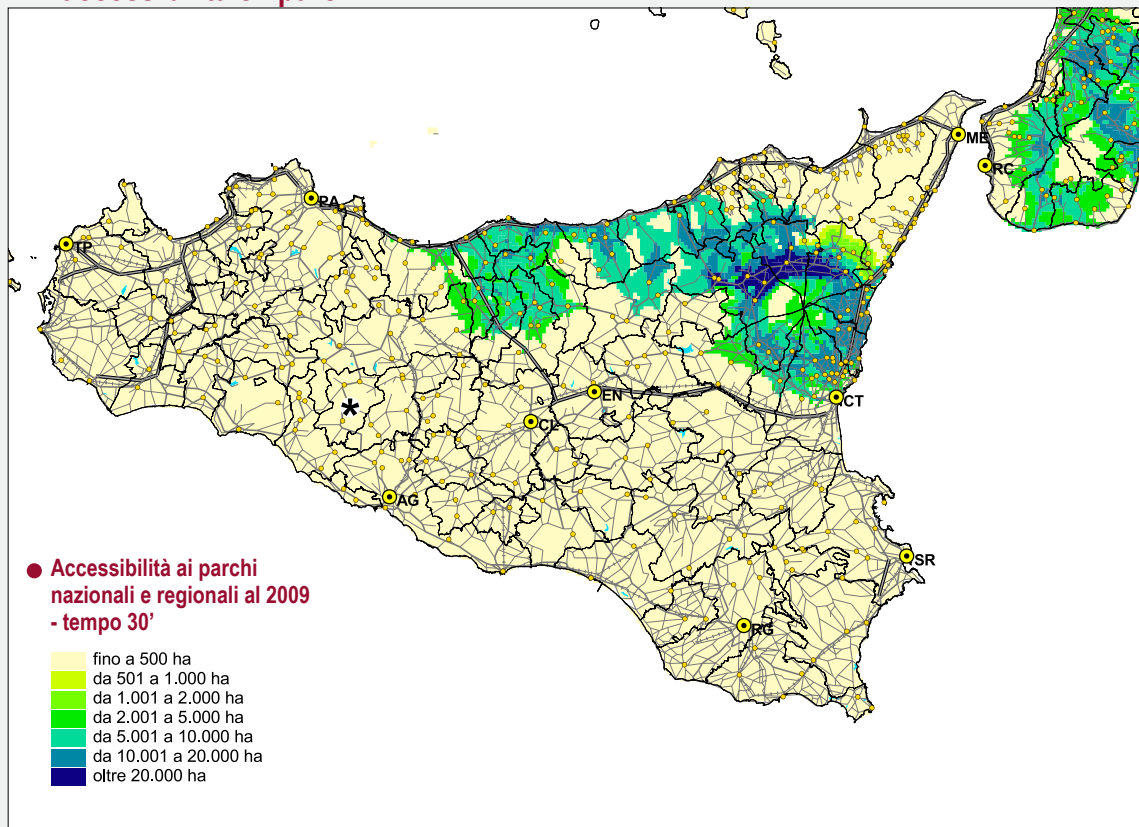 ME
RC
PA
TP
EN
CT
CL
AG
SR
RG
*
● Accessibilità ai parchi
nazionali e regionali al 2009
- tempo 30’
fino a 500 ha
da 501 a 1.000 ha
da 1.001 a 2.000 ha
da 2.001 a 5.000 ha
da 5.001 a 10.000 ha
da 10.001 a 20.000 ha
oltre 20.000 ha